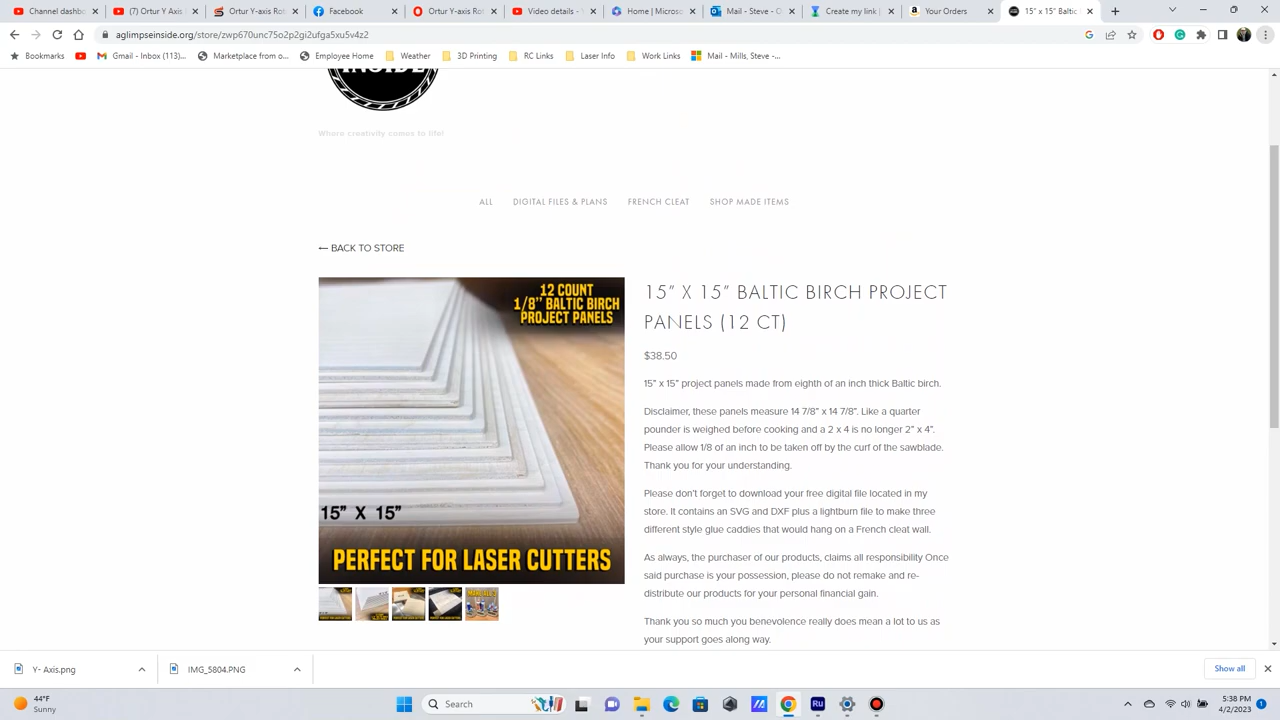 Ortur Y-axis Rot
Ortur Y-axis Rot
Facebook
Ortur Y-axis Rot
Video details - Y
Home | Microso
Create a link - m
Your Orders
15" x 15" Baltic
aglimpseinside.org/store/zwp670unc75o2p2gi2ufga5xu5v4z2
Bookmarks
Gmail - Inbox (113)...
Marketplace from o...
Employee Home
Weather
3D Printing
RC Links
Laser Info
Work Links
Mail - Mills, Steve -...
INSIDE
Where creativity comes to life!
ALL
DIGITAL FILES & PLANS
FRENCH CLEAT
SHOP MADE ITEMS
← BACK TO STORE
12 COUNT
1/8” BALTIC BIRCH
PROJECT PANELS
15” X 15”
PERFECT FOR LASER CUTTERS
15” X 15” BALTIC BIRCH PROJECT
PANELS (12 CT)
$38.50
15” x 15” project panels made from eighth of an inch thick Baltic birch.
Disclaimer, these panels measure 14 7/8” x 14 7/8”. Like a quarter
pounder is weighed before cooking and a 2 x 4 is no longer 2” x 4”.
Please allow 1/8 of an inch to be taken off by the curf of the sawblade.
Thank you for your understanding.
Please don’t forget to download your free digital file located in my
store. It contains an SVG and DXF plus a lightburn file to make three
different style glue caddies that would hang on a French cleat wall.
As always, the purchaser of our products, claims all responsibility Once
said purchase is your possession, please do not remake and re-
distribute our products for your personal financial gain.
Thank you so much you benevolence really does mean a lot to us as
your support goes along way.
Y- Axis.png
IMG_5804.PNG
Show all
44°F
Sunny
Search
Ru
5:38 PM
4/2/2023